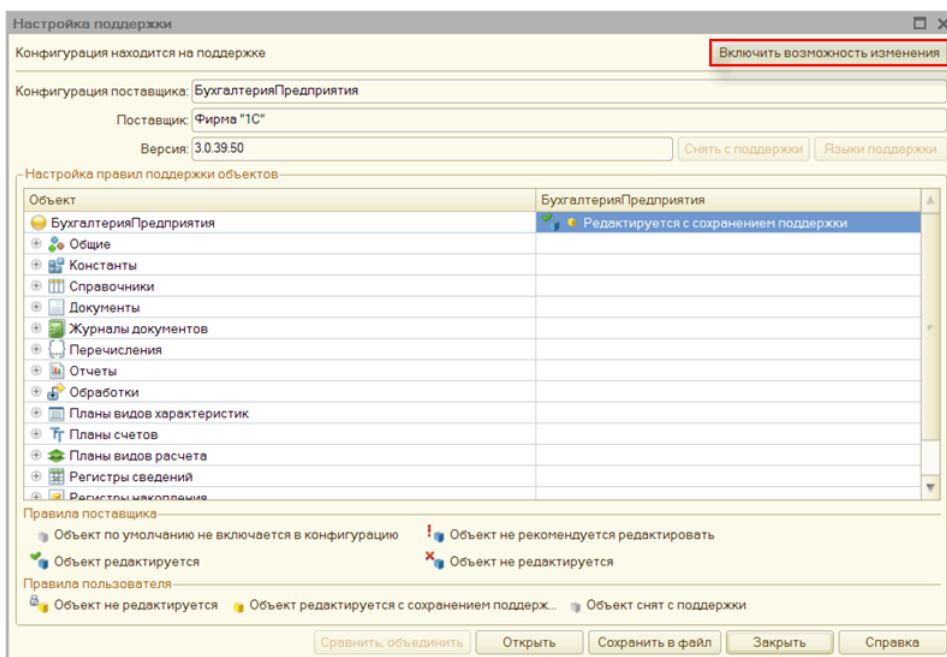 Настройка поддержки
Конфигурация находится на поддержке Включить возможность изменения
Конфигурация поставщика: БухгалтерияПредприятия
Поставщик: Фирма "1С"
Версия: 3.0.39.50 Снять с поддержки Языки поддержки
Настройка правил поддержки объектов
Объект БухгалтерияПредприятия
БухгалтерияПредприятия Редактируется с сохранением поддержки
Общие
Константы
Справочники
Документы
Журналы документов
Перечисления
Отчеты
Обработки
Планы видов характеристик
Планы счетов
Планы видов расчета
Регистры сведений
Регистры накопления
Правила поставщика
Объект по умолчанию не включается в конфигурацию Объект не рекомендуется редактировать
Объект редактируется Объект не редактируется
Правила пользователя
Объект не редактируется Объект редактируется с сохранением поддерж... Объект снят с поддержки
Сравнить, объединить Открыть Сохранить в файл Закрыть Справка